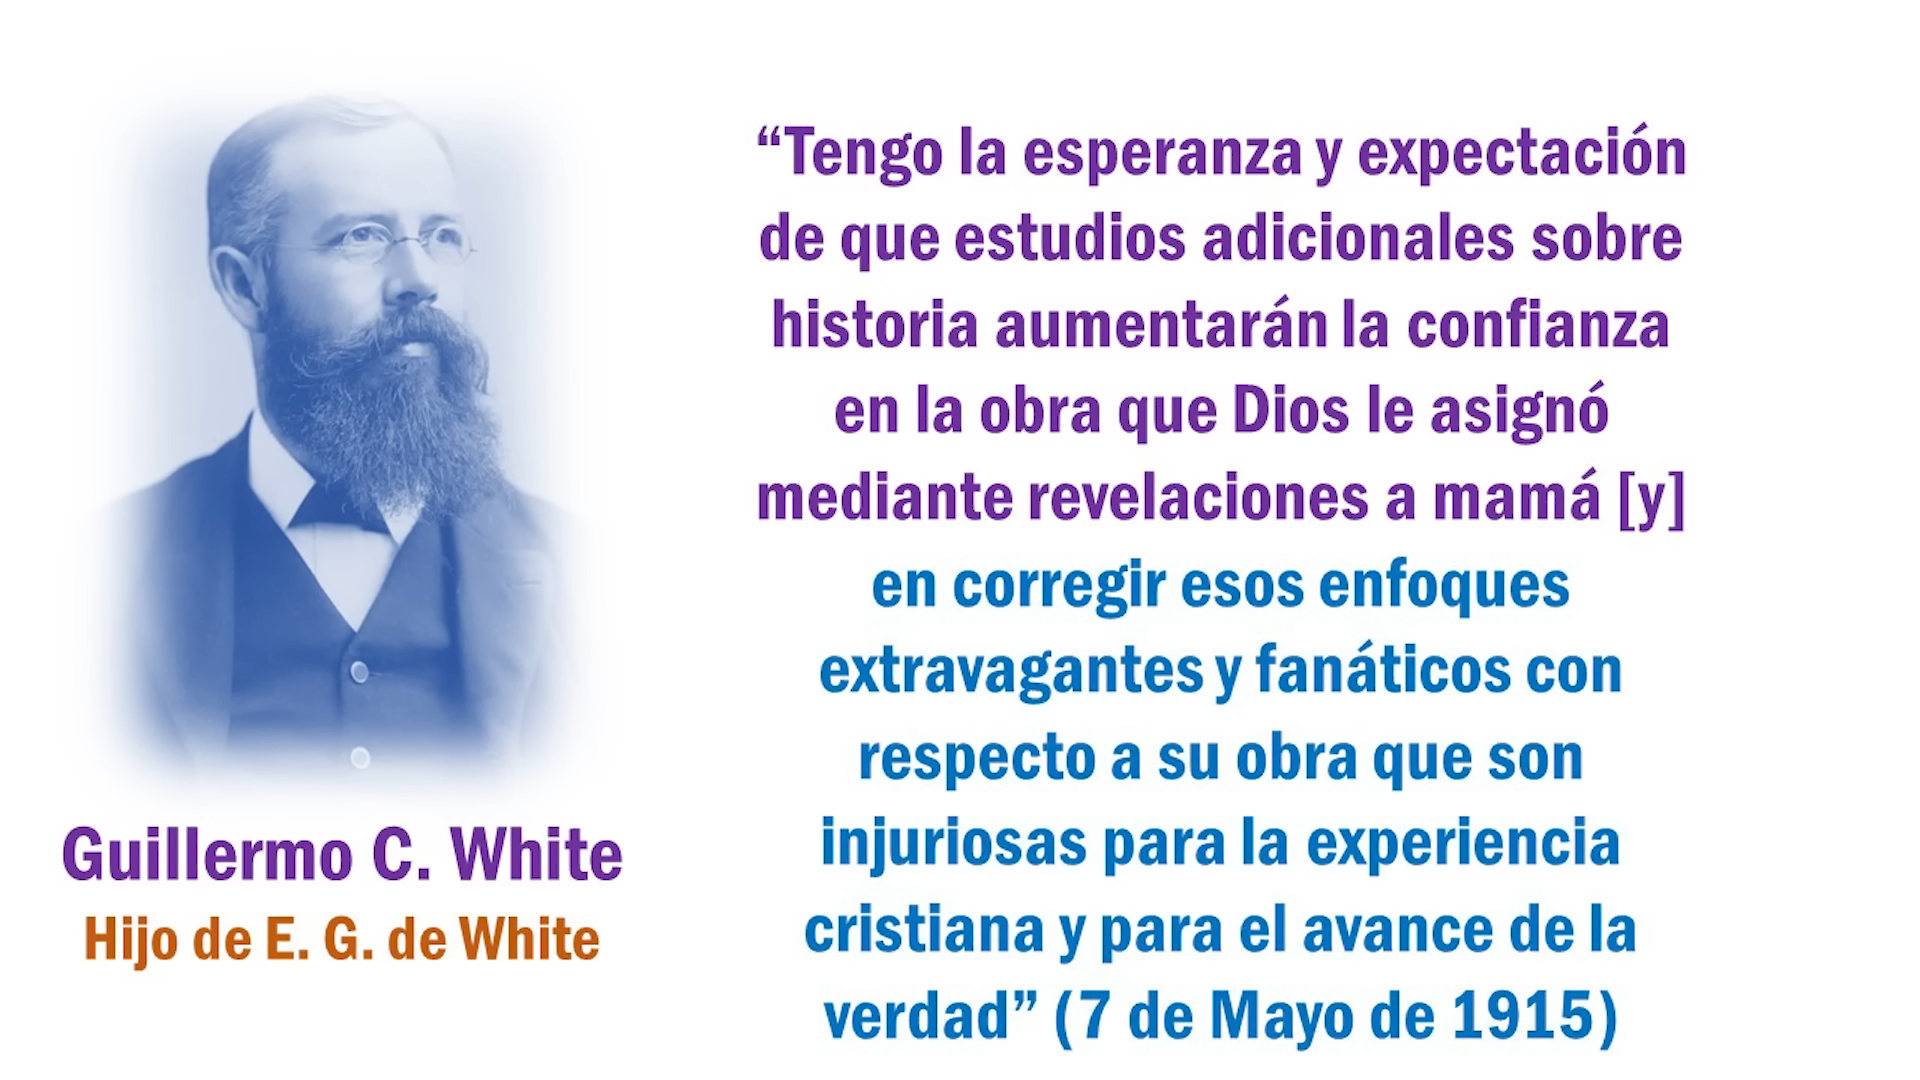 “Tengo la esperanza y expectación
de que estudios adicionales sobre
historia aumentarán la confianza
en la obra que Dios le asignó
mediante revelaciones a mamá [y]
en corregir esos enfoques
extravagantes y fanáticos con
respecto a su obra que son
injuriosas para la experiencia
cristiana y para el avance de la
verdad” (7 de Mayo de 1915)
Guillermo C. White
Hijo de E. G. de White